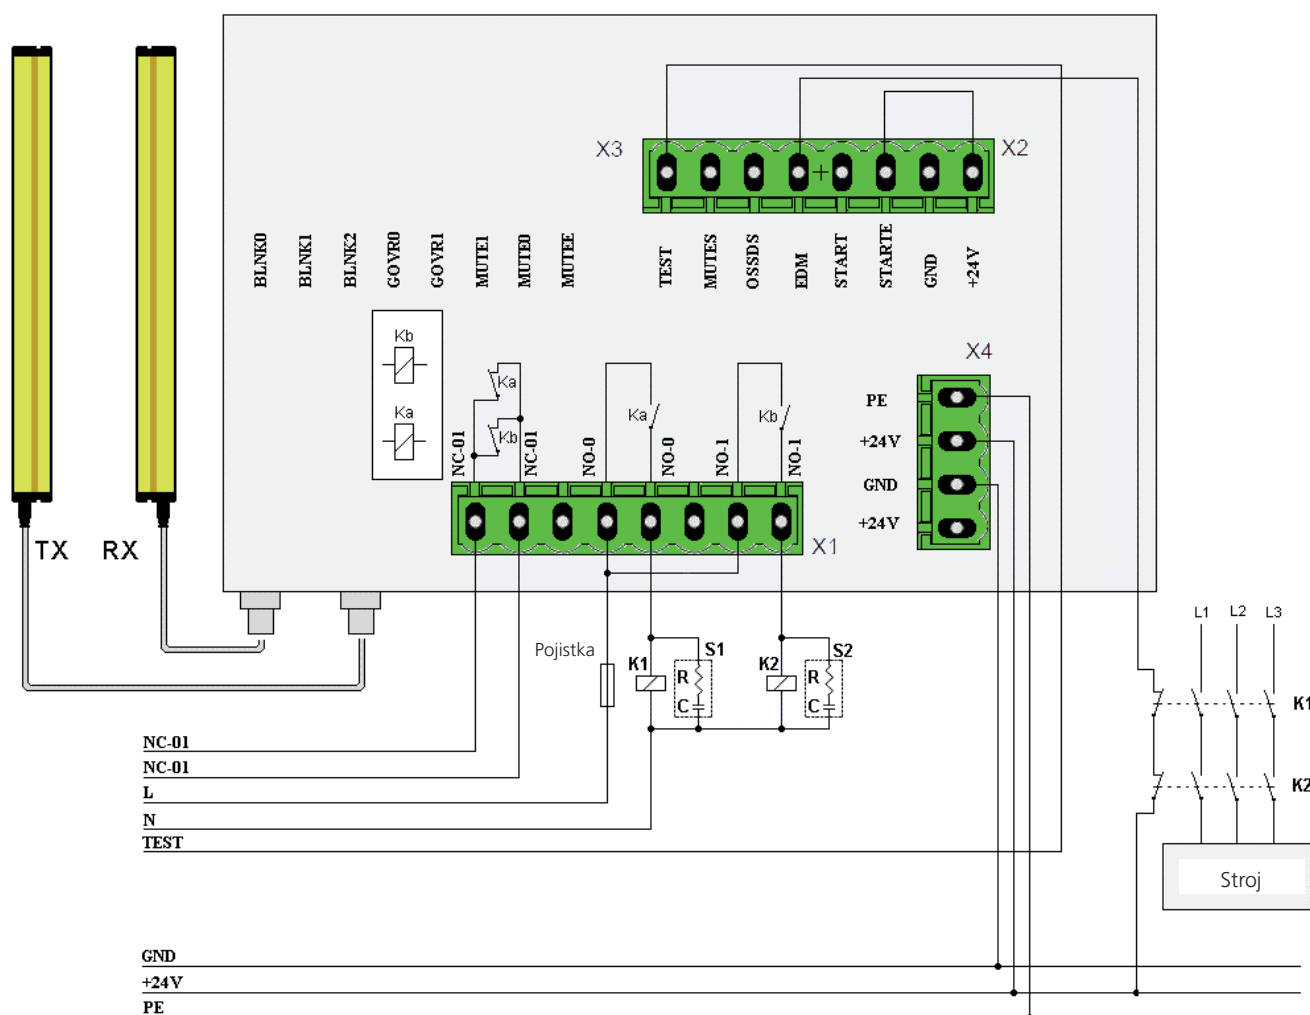 X3
X2
BLNK0
BLNK1
BLNK2
GOVR0
GOVR1
MUTE1
MUTE0
MUTEE
TEST
MUTES
OSSDS
EDM
START
STARTE
GND
+24V
Kb
Ka
Ka
Kb
Ka
Kb
NC-01
NC-01
NO-0
NO-0
NO-1
NO-1
X4
PE
+24V
GND
+24V
X1
TX
RX
Pojistka
K1
S1
R
C
K2
S2
R
C
L1
L2
L3
K1
K2
Stroj
NC-01
NC-01
L
N
TEST
GND
+24V
PE